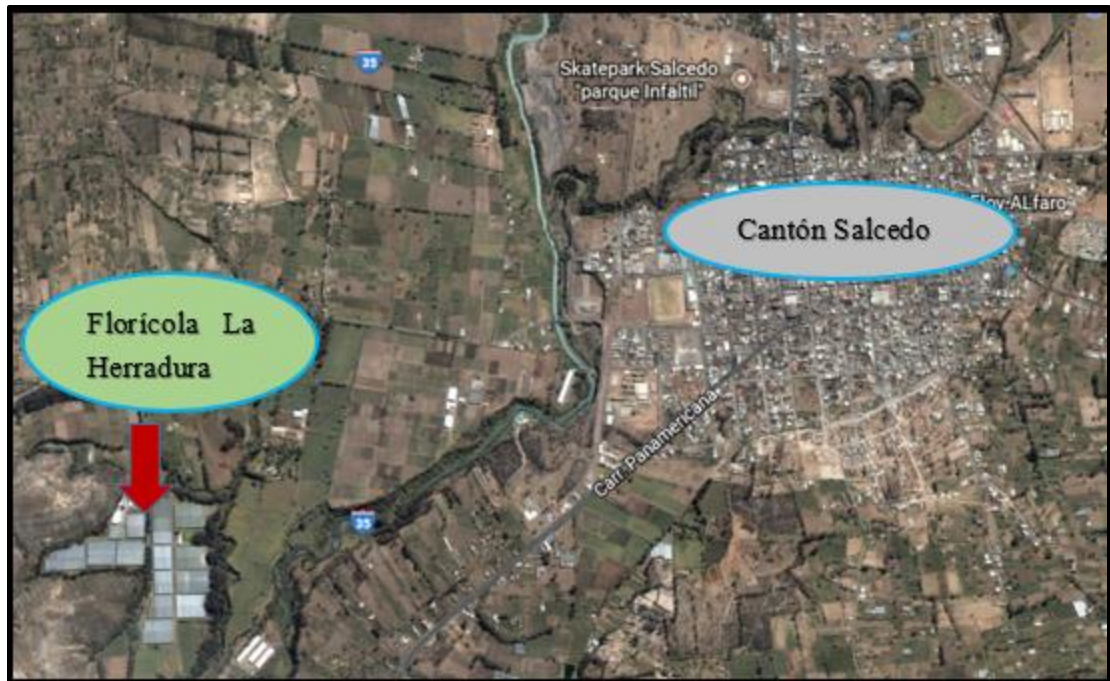 35
Skatepark Salcedo
"parque Infaltil"
Eloy ALfaro
Cantón Salcedo
Florícola La
Herradura
Carr. Panamericana
35